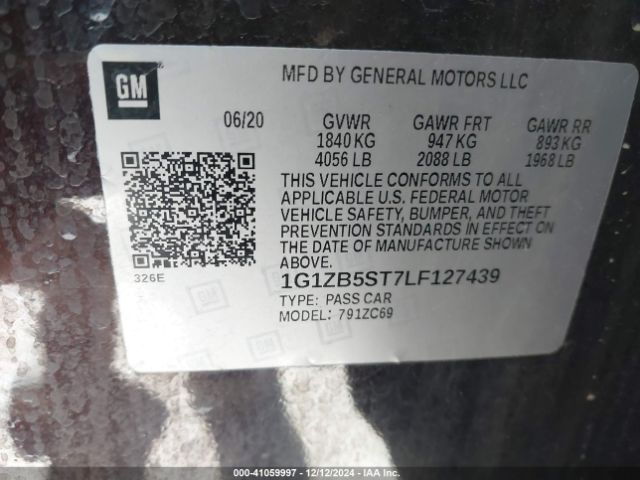 GM
MFD BY GENERAL MOTORS LLC
06/20 GVWR GAWR FRT GAWR RR
1840 KG 947 KG 893 KG
4056 LB 2088 LB 1968 LB
THIS VEHICLE CONFORMS TO ALL
APPLICABLE U.S. FEDERAL MOTOR
VEHICLE SAFETY, BUMPER, AND THEFT
PREVENTION STANDARDS IN EFFECT ON
THE DATE OF MANUFACTURE SHOWN
ABOVE.
326E
1G1ZB5ST7LF127439
TYPE: PASS CAR
MODEL: 791ZC69
000-41059997 - 12/12/2024 - IAA Inc.